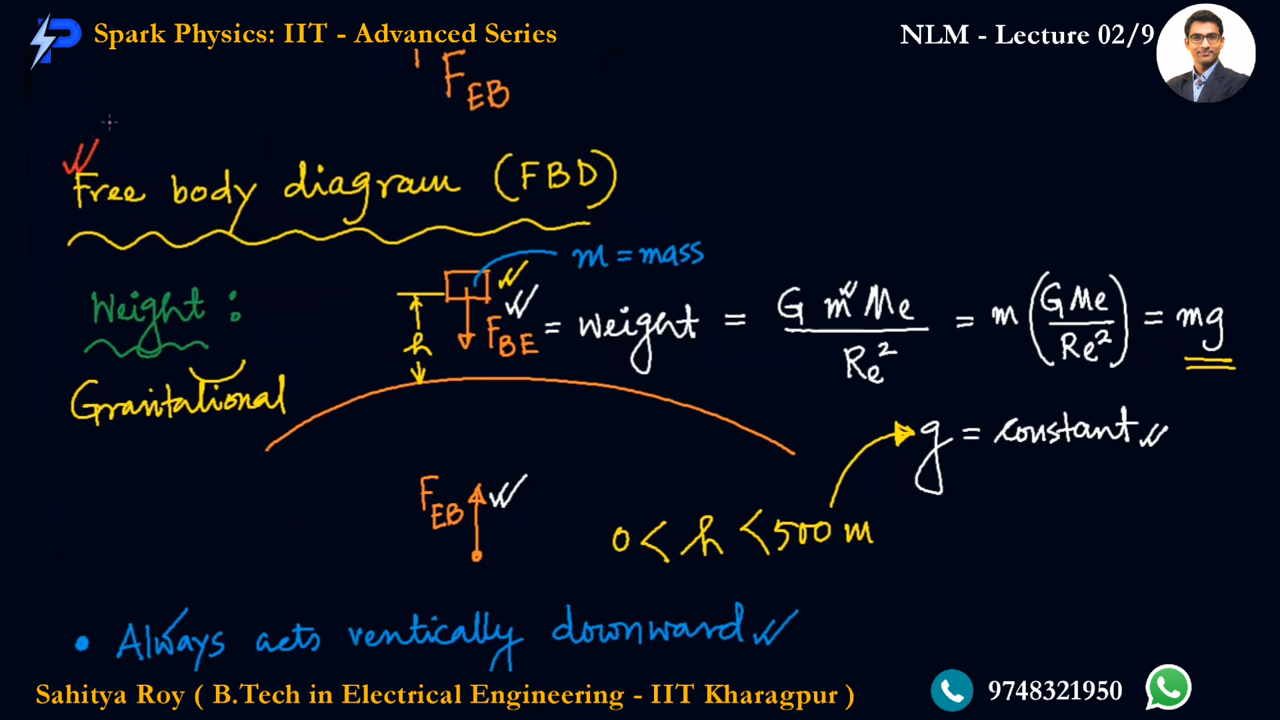 Spark Physics: IIT - Advanced Series
NLM - Lecture 02/9
F_EB
Free body diagram (FBD)
m = mass
Weight :
h
F_BE = weight = G m Me / Re² = m (G Me / Re²) = mg
Gravitational
g = constant
F_EB
0 < h < 500 m
• Always acts vertically downward
Sahitya Roy ( B.Tech in Electrical Engineering - IIT Kharagpur )
9748321950